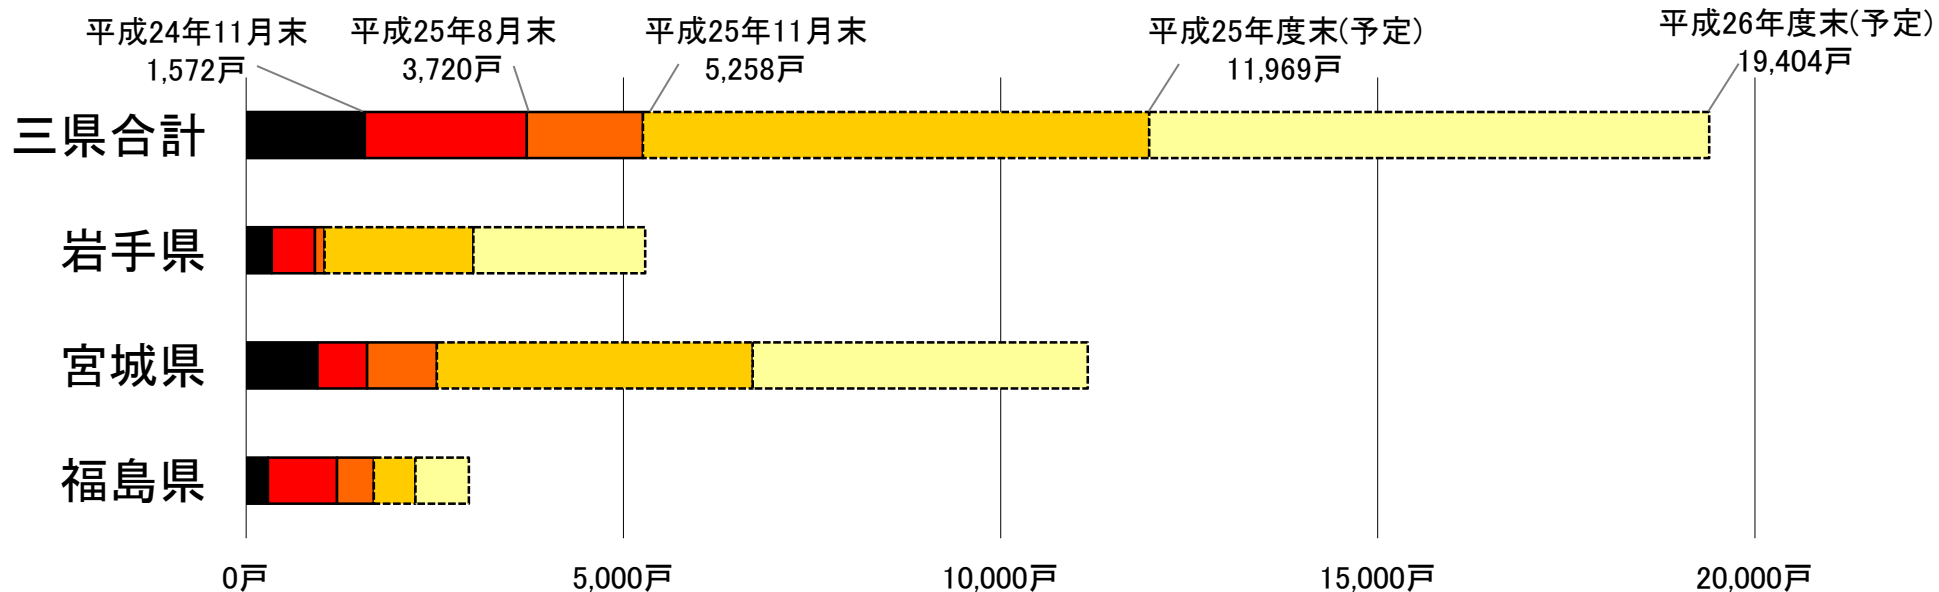 平成24年11月末
1,572戸
平成25年8月末
3,720戸
平成25年11月末
5,258戸
平成25年度末(予定)
11,969戸
平成26年度末(予定)
19,404戸
三県合計
岩手県
宮城県
福島県
0戸
5,000戸
10,000戸
15,000戸
20,000戸